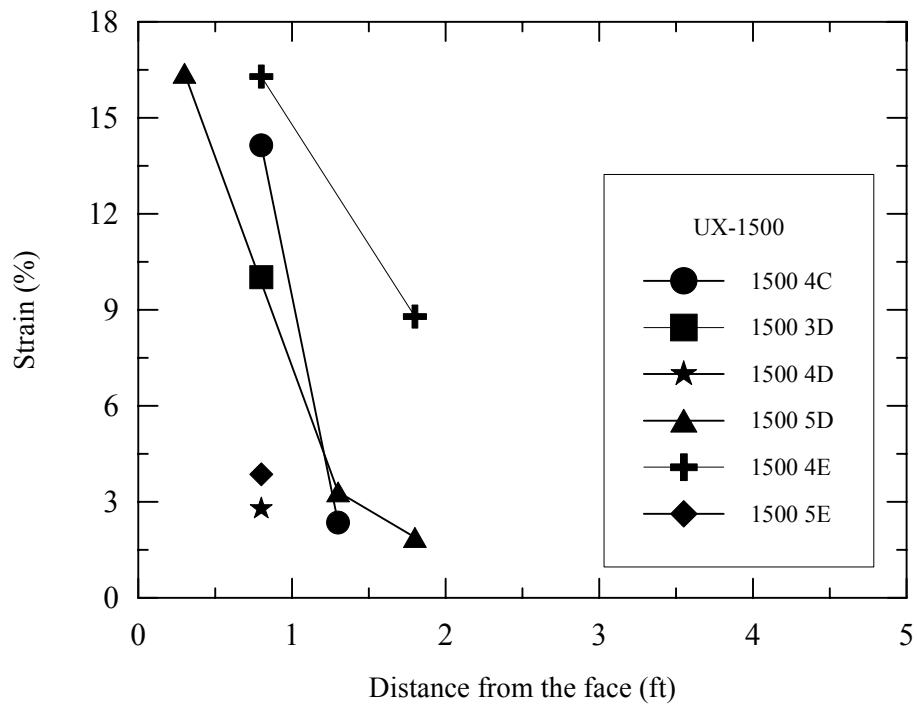 18
15
12
9
6
3
0
Strain (%)
0 1 2 3 4 5
Distance from the face (ft)
UX-1500
1500 4C
1500 3D
1500 4D
1500 5D
1500 4E
1500 5E